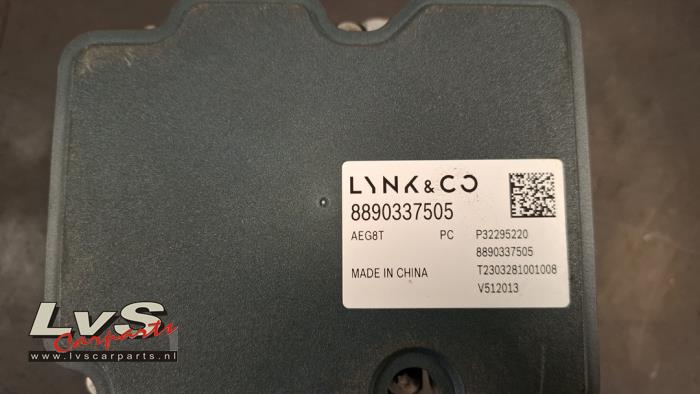 LYNK & CO
8890337505
AEG8T PC P32295220
8890337505
MADE IN CHINA T2303281001008
V512013
LvS
Carparts
www.lvscarparts.nl